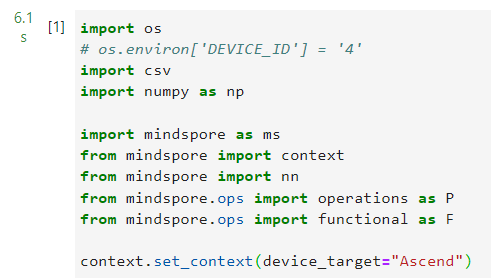 6.1
s
[1]
import os
# os.environ['DEVICE_ID'] = '4'
import csv
import numpy as np
import mindspore as ms
from mindspore import context
from mindspore import nn
from mindspore.ops import operations as P
from mindspore.ops import functional as F
context.set_context(device_target="Ascend")